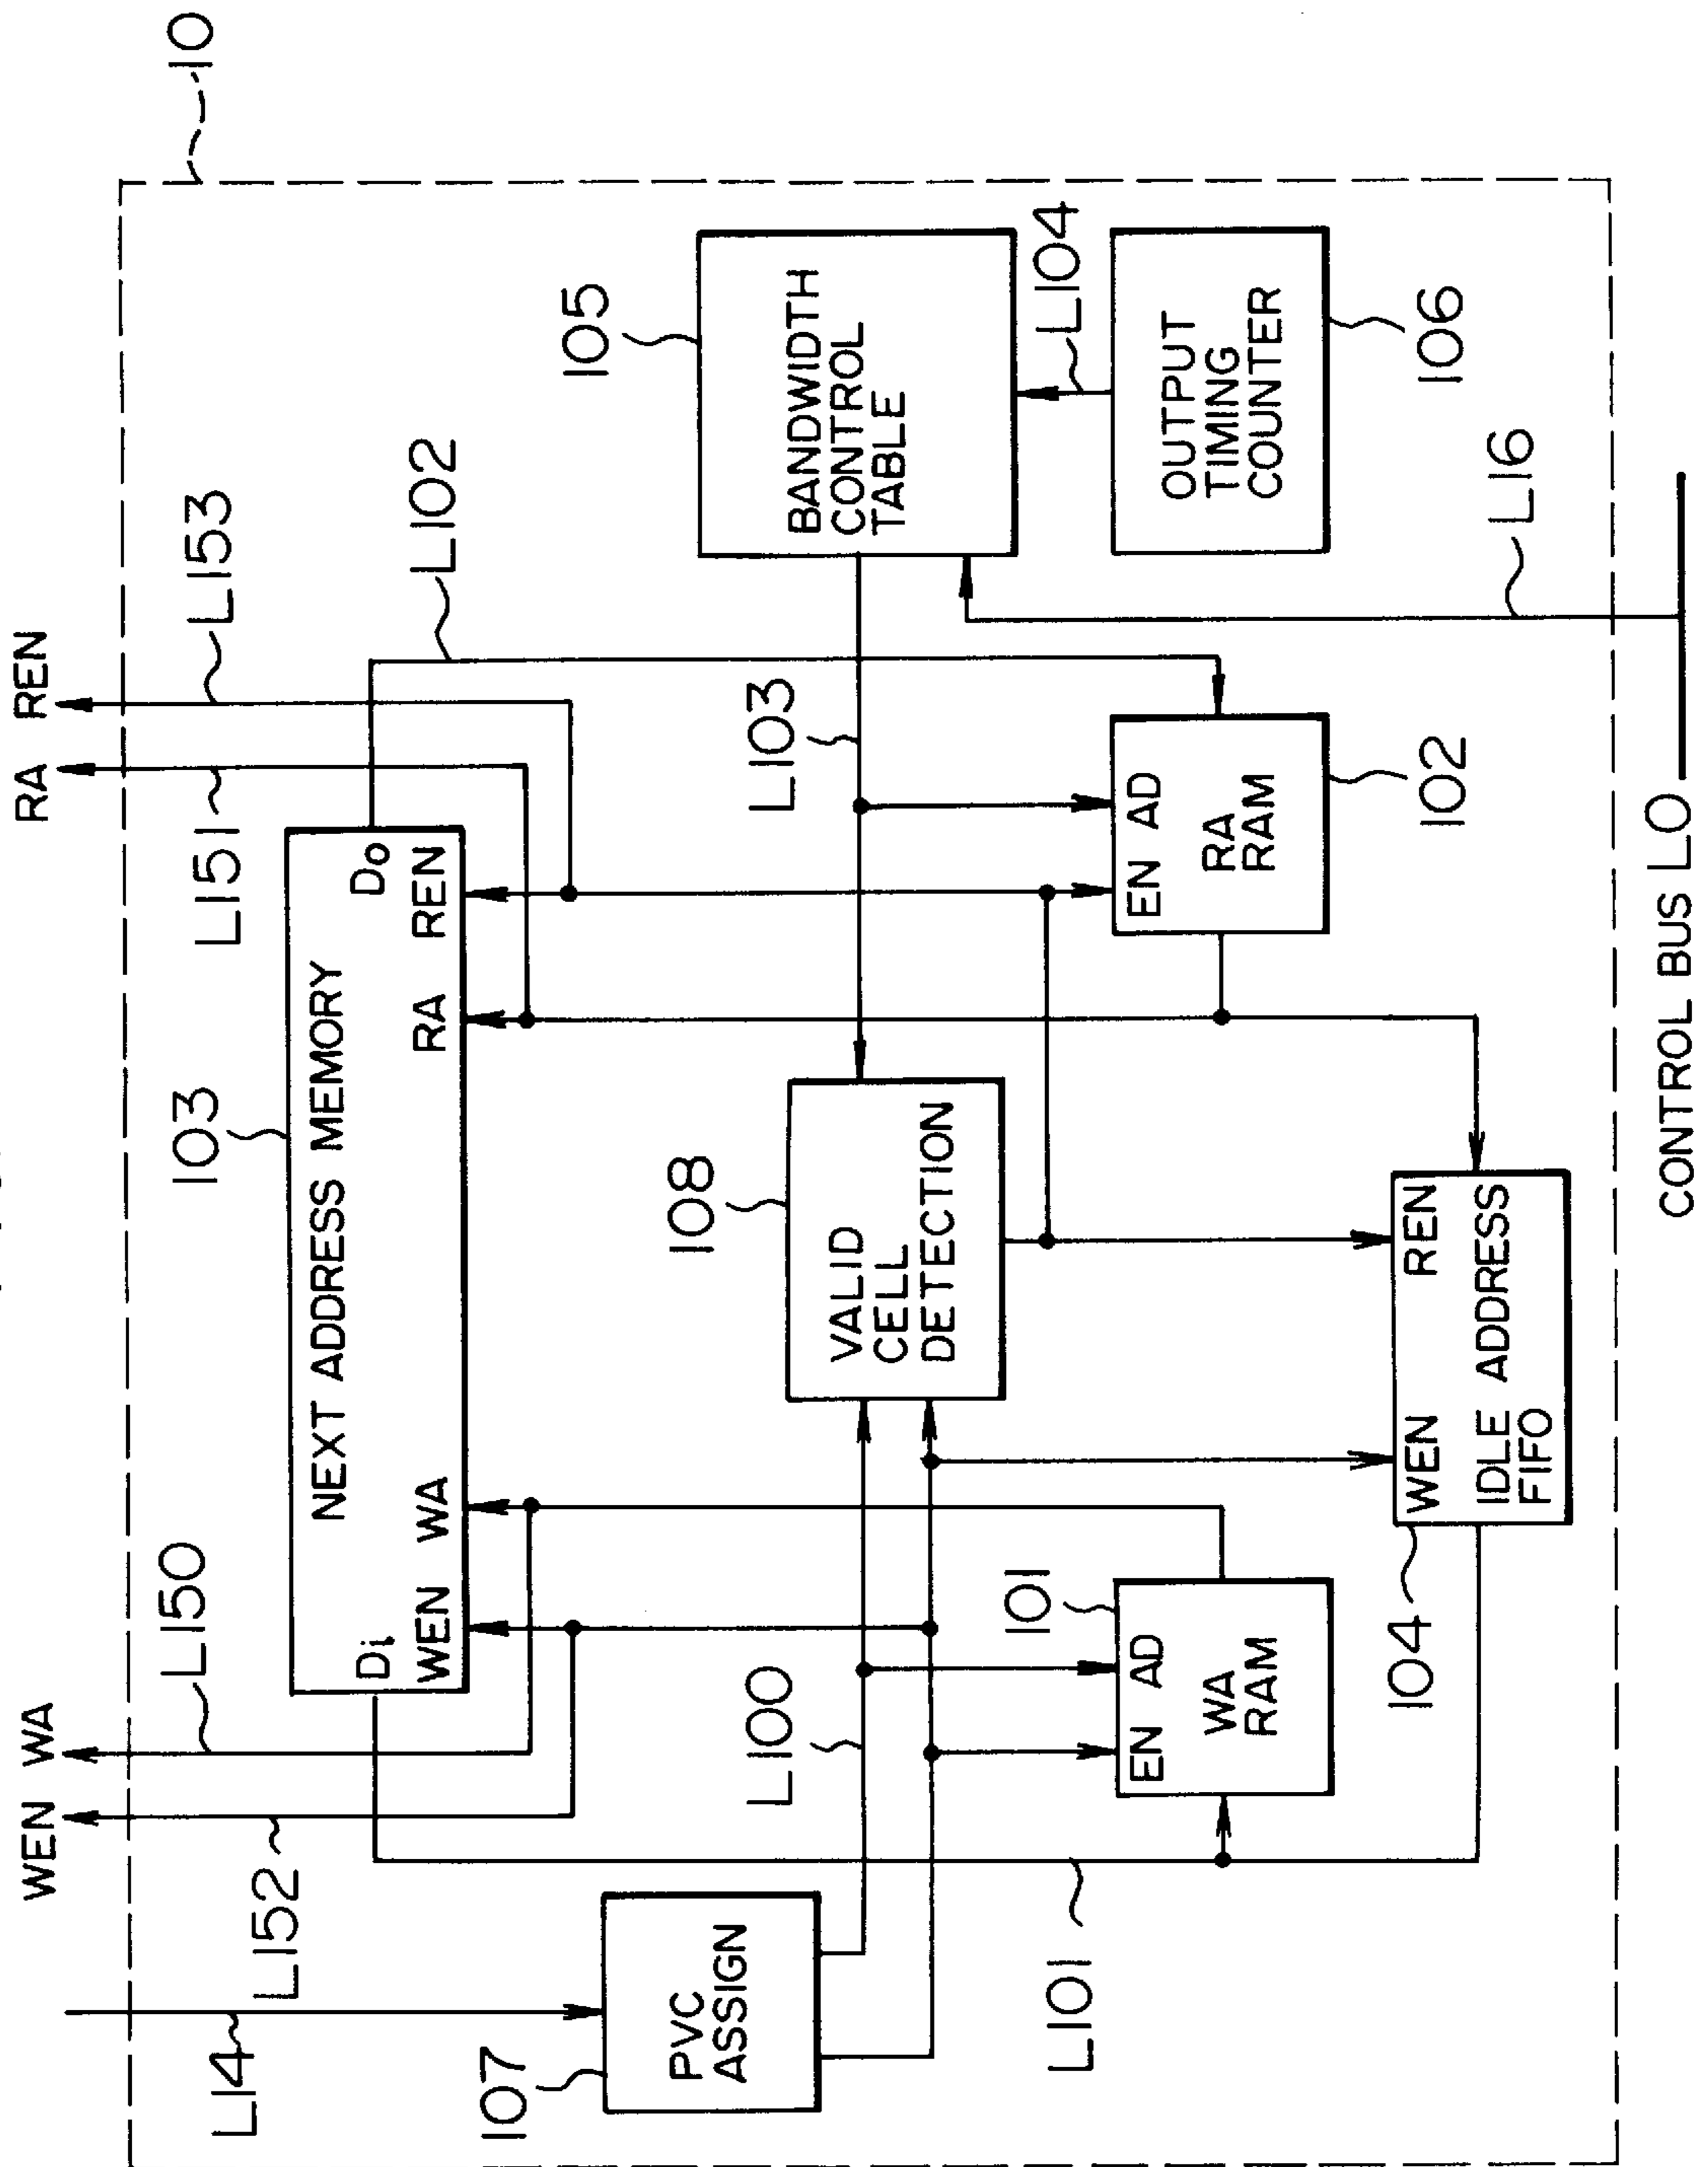 10
WEN WA
RA REN
L14
L152
L150
L151
L153
L102
103
NEXT ADDRESS MEMORY
Di
Do
WEN WA
RA REN
107
PVC
ASSIGN
L100
108
VALID
CELL
DETECTION
L103
105
BANDWIDTH
CONTROL
TABLE
L104
OUTPUT
TIMING
COUNTER
106
L101
101
EN AD
WA
RAM
EN AD
RA
RAM
102
L16
104
WEN REN
IDLE ADDRESS
FIFO
CONTROL BUS L0